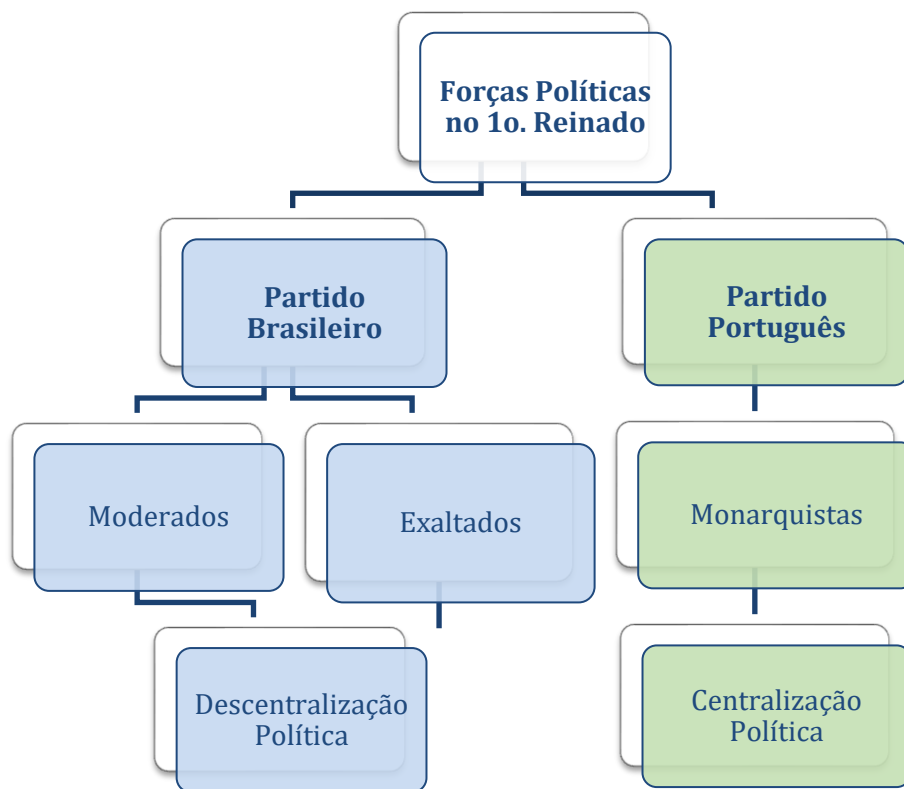 Forças Políticas
no 1o. Reinado
Partido
Brasileiro
Partido
Português
Moderados
Exaltados
Monarquistas
Descentralização
Política
Centralização
Política